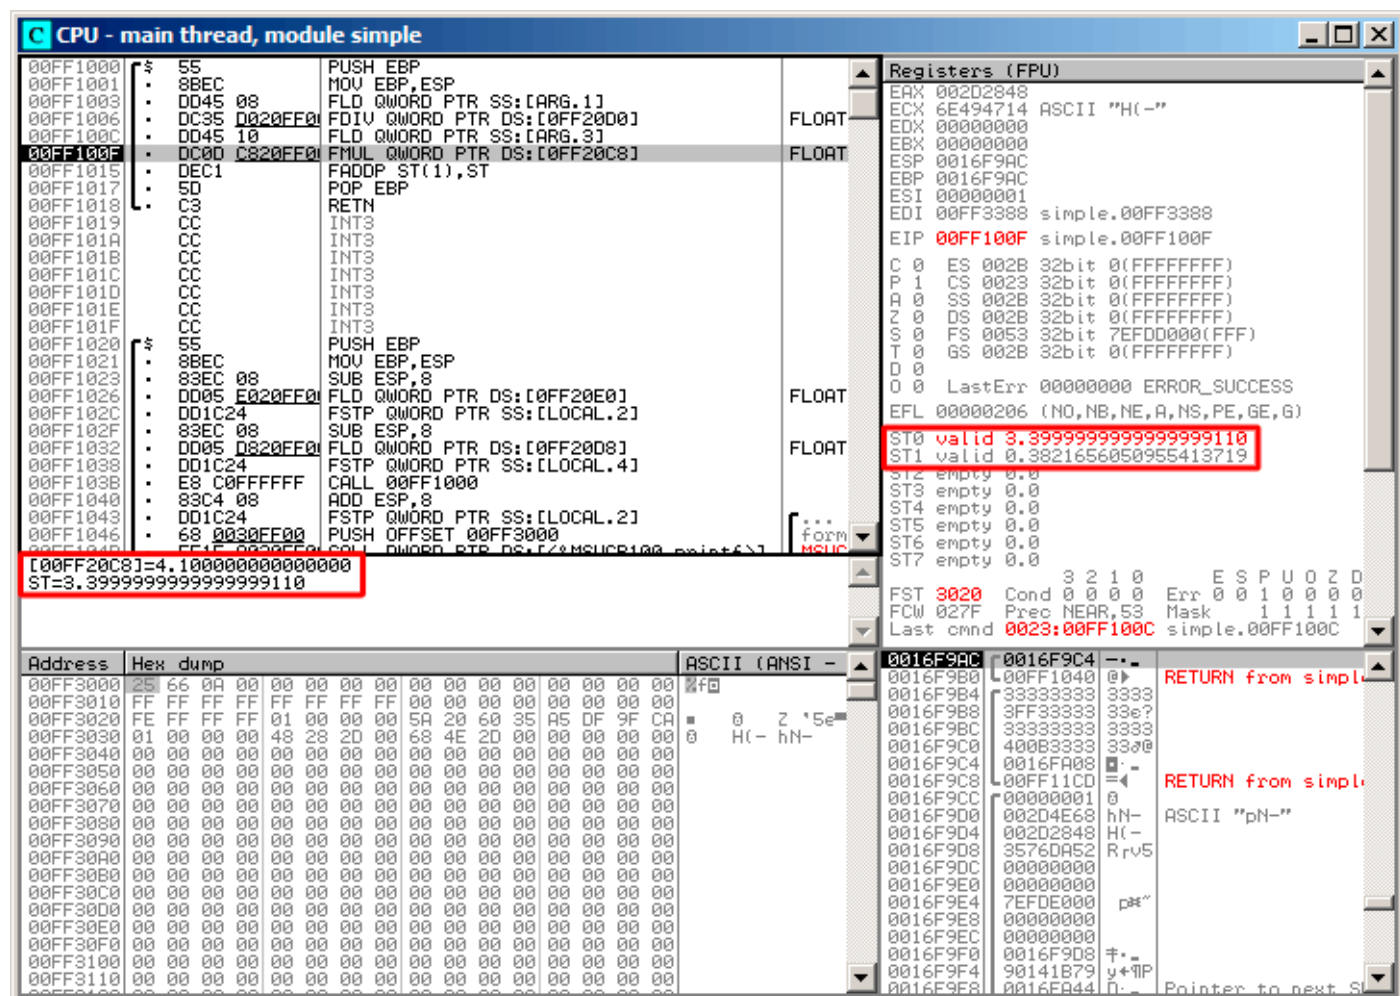 CPU - main thread, module simple
00FF1000 $ 55 PUSH EBP
00FF1001 . 8BEC MOV EBP,ESP
00FF1003 . DD45 08 FLD QWORD PTR SS:[ARG.1]
00FF1006 . DC35 D020FF0 FDIV QWORD PTR DS:[0FF20D0] FLOAT
00FF100C . DD45 10 FLD QWORD PTR SS:[ARG.3]
00FF100F . DC0D C820FF0 FMUL QWORD PTR DS:[0FF20C8] FLOAT
00FF1015 . DEC1 FADDP ST(1),ST
00FF1017 . 5D POP EBP
00FF1018 . C3 RETN
00FF1019 CC INT3
00FF101A CC INT3
00FF101B CC INT3
00FF101C CC INT3
00FF101D CC INT3
00FF101E CC INT3
00FF101F CC INT3
00FF1020 $ 55 PUSH EBP
00FF1021 . 8BEC MOV EBP,ESP
00FF1023 . 83EC 08 SUB ESP,8
00FF1026 . DD05 E020FF0 FLD QWORD PTR DS:[0FF20E0] FLOAT
00FF102C . DD1C24 FSTP QWORD PTR SS:[LOCAL.2]
00FF102F . 83EC 08 SUB ESP,8
00FF1032 . DD05 D820FF0 FLD QWORD PTR DS:[0FF20D8] FLOAT
00FF1038 . DD1C24 FSTP QWORD PTR SS:[LOCAL.4]
00FF103B . E8 C0FFFFFF CALL 00FF1000
00FF1040 . 83C4 08 ADD ESP,8
00FF1043 . DD1C24 FSTP QWORD PTR SS:[LOCAL.2] ...
00FF1046 . 68 0030FF00 PUSH OFFSET 00FF3000 form
[00FF20C8]=4.100000000000000
ST=3.3999999999999999110
Registers (FPU)
EAX 002D2848
ECX 6E494714 ASCII "H(-"
EDX 00000000
EBX 00000000
ESP 0016F9AC
EBP 0016F9AC
ESI 00000001
EDI 00FF3388 simple.00FF3388
EIP 00FF100F simple.00FF100F
C 0 ES 002B 32bit 0(FFFFFFFF)
P 1 CS 0023 32bit 0(FFFFFFFF)
A 0 SS 002B 32bit 0(FFFFFFFF)
Z 0 DS 002B 32bit 0(FFFFFFFF)
S 0 FS 0053 32bit 7EFDD000(FFF)
T 0 GS 002B 32bit 0(FFFFFFFF)
D 0
O 0 LastErr 00000000 ERROR_SUCCESS
EFL 00000206 (NO,NB,NE,A,NS,PE,GE,G)
ST0 valid 3.3999999999999999110
ST1 valid 0.3821656050955413719
ST2 empty 0.0
ST3 empty 0.0
ST4 empty 0.0
ST5 empty 0.0
ST6 empty 0.0
ST7 empty 0.0
3 2 1 0 E S P U O Z D
FST 3020 Cond 0 0 0 0 Err 0 0 1 0 0 0 0
FCW 027F Prec NEAR,53 Mask 1 1 1 1 1
Last cmnd 0023:00FF100C simple.00FF100C
Address Hex dump ASCII (ANSI -
00FF3000 25 66 0A 00 00 00 00 00 00 00 00 00 00 00 00 00 %f
00FF3010 FF FF FF FF FF FF FF FF 00 00 00 00 00 00 00 00
00FF3020 FE FF FF FF 01 00 00 00 5A 20 60 35 A5 DF 9F CA
00FF3030 01 00 00 00 48 28 2D 00 68 4E 2D 00 00 00 00 00 H(- hN-
00FF3040 00 00 00 00 00 00 00 00 00 00 00 00 00 00 00 00
00FF3050 00 00 00 00 00 00 00 00 00 00 00 00 00 00 00 00
00FF3060 00 00 00 00 00 00 00 00 00 00 00 00 00 00 00 00
00FF3070 00 00 00 00 00 00 00 00 00 00 00 00 00 00 00 00
00FF3080 00 00 00 00 00 00 00 00 00 00 00 00 00 00 00 00
00FF3090 00 00 00 00 00 00 00 00 00 00 00 00 00 00 00 00
00FF30A0 00 00 00 00 00 00 00 00 00 00 00 00 00 00 00 00
00FF30B0 00 00 00 00 00 00 00 00 00 00 00 00 00 00 00 00
00FF30C0 00 00 00 00 00 00 00 00 00 00 00 00 00 00 00 00
00FF30D0 00 00 00 00 00 00 00 00 00 00 00 00 00 00 00 00
00FF30E0 00 00 00 00 00 00 00 00 00 00 00 00 00 00 00 00
00FF30F0 00 00 00 00 00 00 00 00 00 00 00 00 00 00 00 00
00FF3100 00 00 00 00 00 00 00 00 00 00 00 00 00 00 00 00
00FF3110 00 00 00 00 00 00 00 00 00 00 00 00 00 00 00 00
0016F9AC 0016F9C4
0016F9B0 00FF1040 RETURN from simple
0016F9B4 33333333 3333
0016F9B8 3FF33333 33e?
0016F9BC 33333333 3333
0016F9C0 400B3333 33♂@
0016F9C4 0016FA08
0016F9C8 00FF11CD RETURN from simple
0016F9CC 00000001
0016F9D0 002D4E68 hN- ASCII "pN-"
0016F9D4 002D2848 H(-
0016F9D8 3576DA52 R┌v5
0016F9DC 00000000
0016F9E0 00000000
0016F9E4 7EFDE000
0016F9E8 00000000
0016F9EC 00000000
0016F9F0 0016F9D8
0016F9F4 90141B79
0016F9F8 0016FA44 Pointer to next